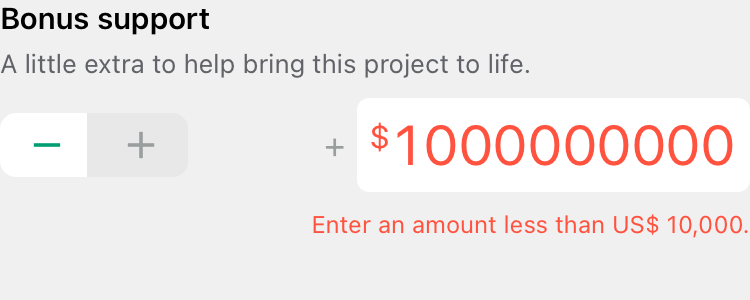 Bonus support
A little extra to help bring this project to life.
− + + $1000000000
Enter an amount less than US$ 10,000.